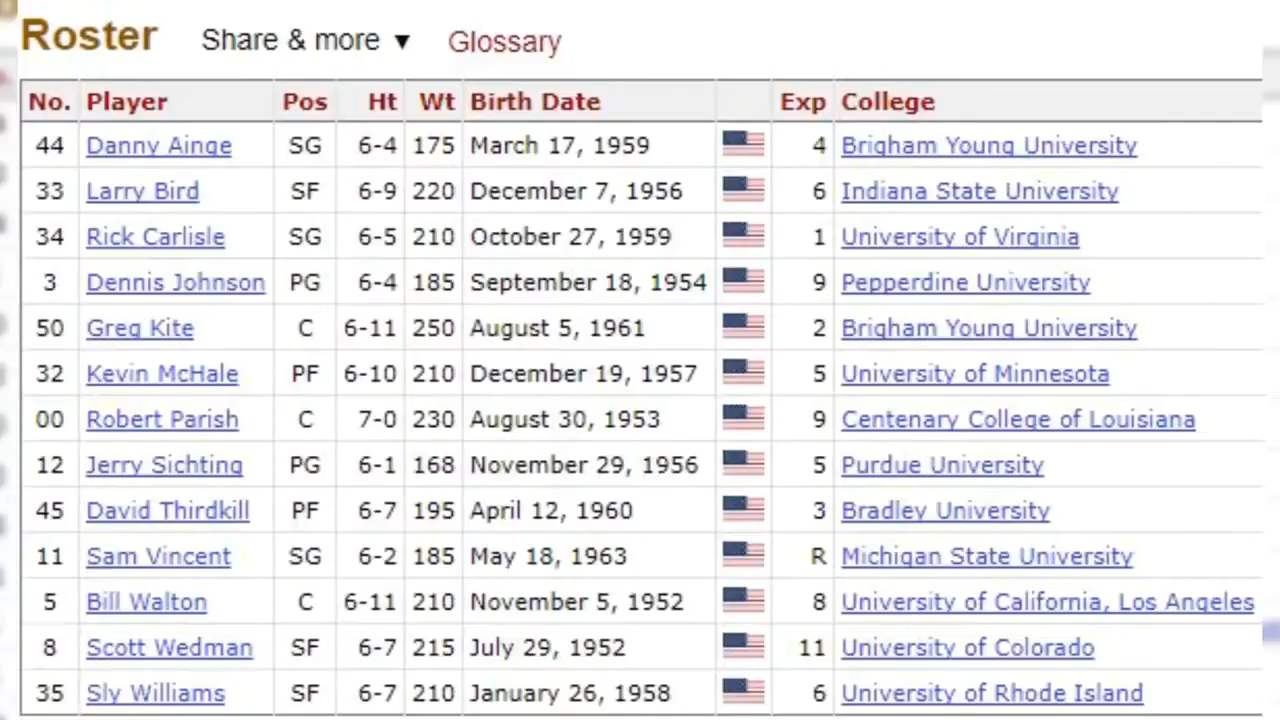 Roster Share & more ▼ Glossary
No. Player Pos Ht Wt Birth Date Exp College
44 Danny Ainge SG 6-4 175 March 17, 1959 4 Brigham Young University
33 Larry Bird SF 6-9 220 December 7, 1956 6 Indiana State University
34 Rick Carlisle SG 6-5 210 October 27, 1959 1 University of Virginia
3 Dennis Johnson PG 6-4 185 September 18, 1954 9 Pepperdine University
50 Greg Kite C 6-11 250 August 5, 1961 2 Brigham Young University
32 Kevin McHale PF 6-10 210 December 19, 1957 5 University of Minnesota
00 Robert Parish C 7-0 230 August 30, 1953 9 Centenary College of Louisiana
12 Jerry Sichting PG 6-1 168 November 29, 1956 5 Purdue University
45 David Thirdkill PF 6-7 195 April 12, 1960 3 Bradley University
11 Sam Vincent SG 6-2 185 May 18, 1963 R Michigan State University
5 Bill Walton C 6-11 210 November 5, 1952 8 University of California, Los Angeles
8 Scott Wedman SF 6-7 215 July 29, 1952 11 University of Colorado
35 Sly Williams SF 6-7 210 January 26, 1958 6 University of Rhode Island